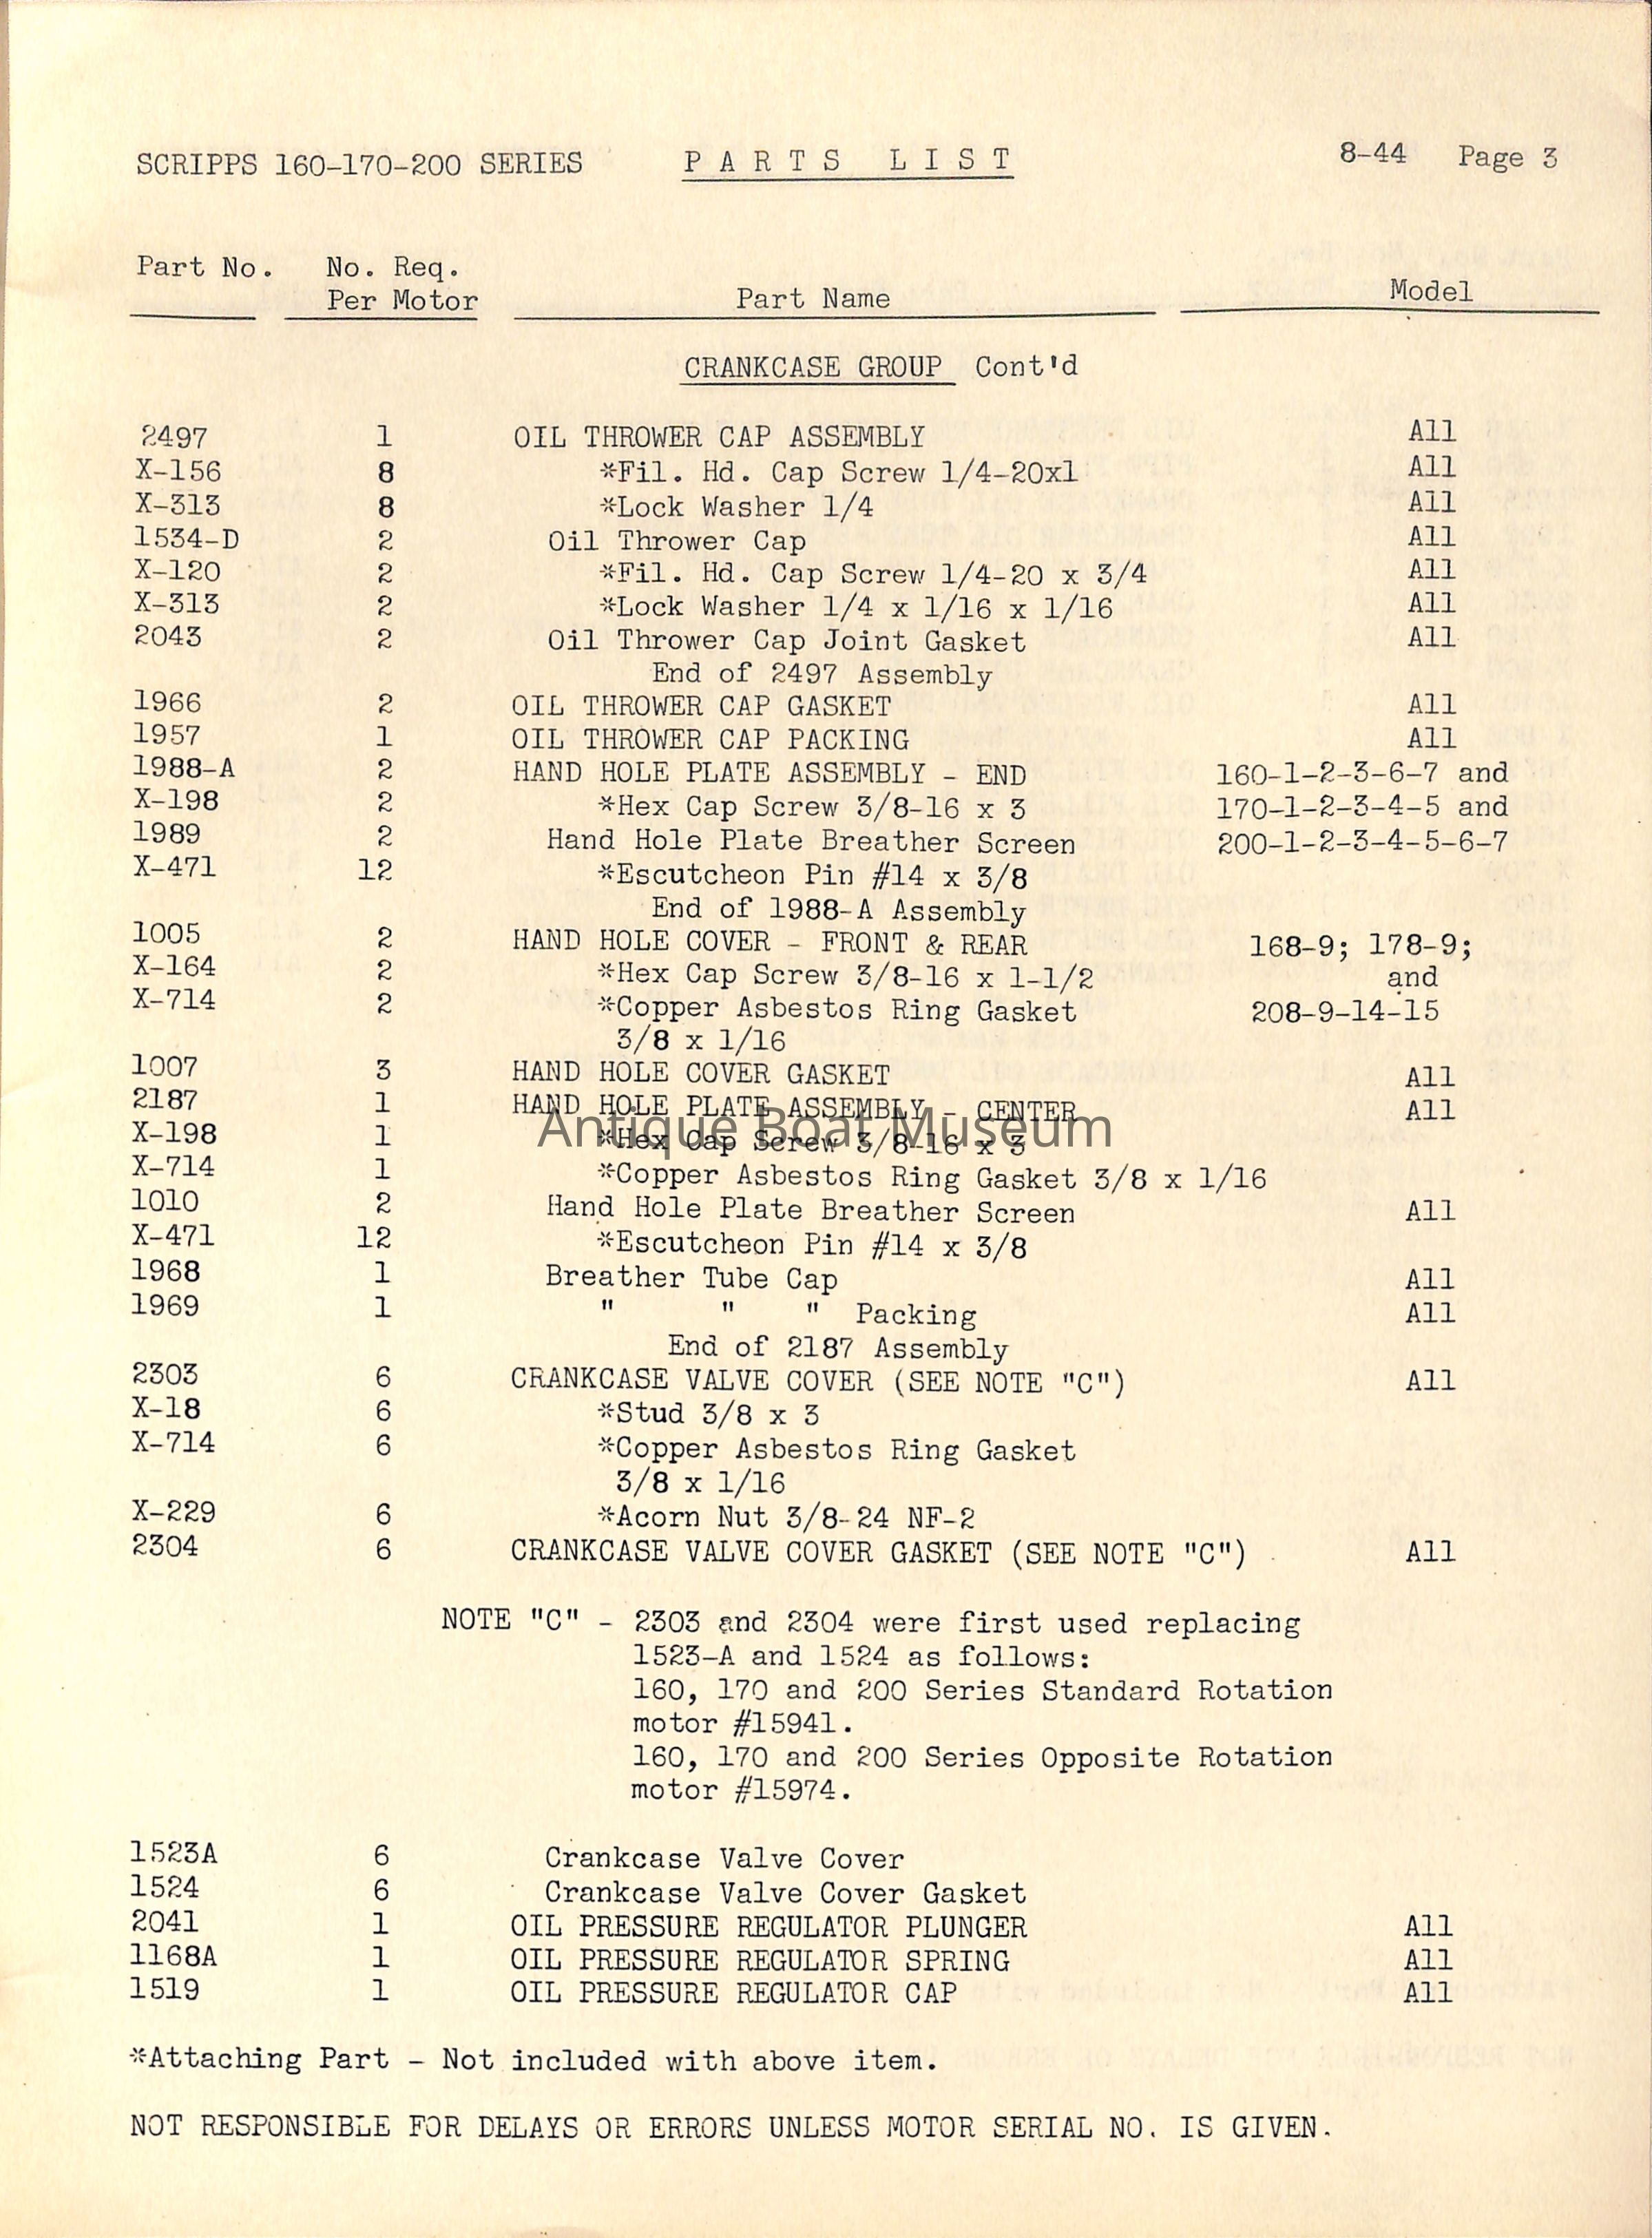 SCRIPPS 160-170-200 SERIES PARTS LIST 8-44 Page 3
Part No. No. Req. Per Motor Part Name Model
CRANKCASE GROUP Cont'd
2497 1 OIL THROWER CAP ASSEMBLY All
X-156 8 *Fil. Hd. Cap Screw 1/4-20x1 All
X-313 8 *Lock Washer 1/4 All
1534-D 2 Oil Thrower Cap All
X-120 2 *Fil. Hd. Cap Screw 1/4-20 x 3/4 All
X-313 2 *Lock Washer 1/4 x 1/16 x 1/16 All
2043 2 Oil Thrower Cap Joint Gasket All
End of 2497 Assembly
1966 2 OIL THROWER CAP GASKET All
1957 1 OIL THROWER CAP PACKING All
1988-A 2 HAND HOLE PLATE ASSEMBLY - END 160-1-2-3-6-7 and
X-198 2 *Hex Cap Screw 3/8-16 x 3 170-1-2-3-4-5 and
1989 2 Hand Hole Plate Breather Screen 200-1-2-3-4-5-6-7
X-471 12 *Escutcheon Pin #14 x 3/8
End of 1988-A Assembly
1005 2 HAND HOLE COVER - FRONT & REAR 168-9; 178-9;
X-164 2 *Hex Cap Screw 3/8-16 x 1-1/2 and
X-714 2 *Copper Asbestos Ring Gasket 208-9-14-15
3/8 x 1/16
1007 3 HAND HOLE COVER GASKET All
2187 1 HAND HOLE PLATE ASSEMBLY - CENTER All
Antique Boat Museum
X-198 1 *Hex Cap Screw 3/8-16 x 3
X-714 1 *Copper Asbestos Ring Gasket 3/8 x 1/16
1010 2 Hand Hole Plate Breather Screen All
X-471 12 *Escutcheon Pin #14 x 3/8
1968 1 Breather Tube Cap All
1969 1 " " " Packing All
End of 2187 Assembly
2303 6 CRANKCASE VALVE COVER (SEE NOTE "C") All
X-18 6 *Stud 3/8 x 3
X-714 6 *Copper Asbestos Ring Gasket
3/8 x 1/16
X-229 6 *Acorn Nut 3/8-24 NF-2
2304 6 CRANKCASE VALVE COVER GASKET (SEE NOTE "C") All
NOTE "C" - 2303 and 2304 were first used replacing
1523-A and 1524 as follows:
160, 170 and 200 Series Standard Rotation
motor #15941.
160, 170 and 200 Series Opposite Rotation
motor #15974.
1523A 6 Crankcase Valve Cover
1524 6 Crankcase Valve Cover Gasket
2041 1 OIL PRESSURE REGULATOR PLUNGER All
1168A 1 OIL PRESSURE REGULATOR SPRING All
1519 1 OIL PRESSURE REGULATOR CAP All
*Attaching Part - Not included with above item.
NOT RESPONSIBLE FOR DELAYS OR ERRORS UNLESS MOTOR SERIAL NO. IS GIVEN.